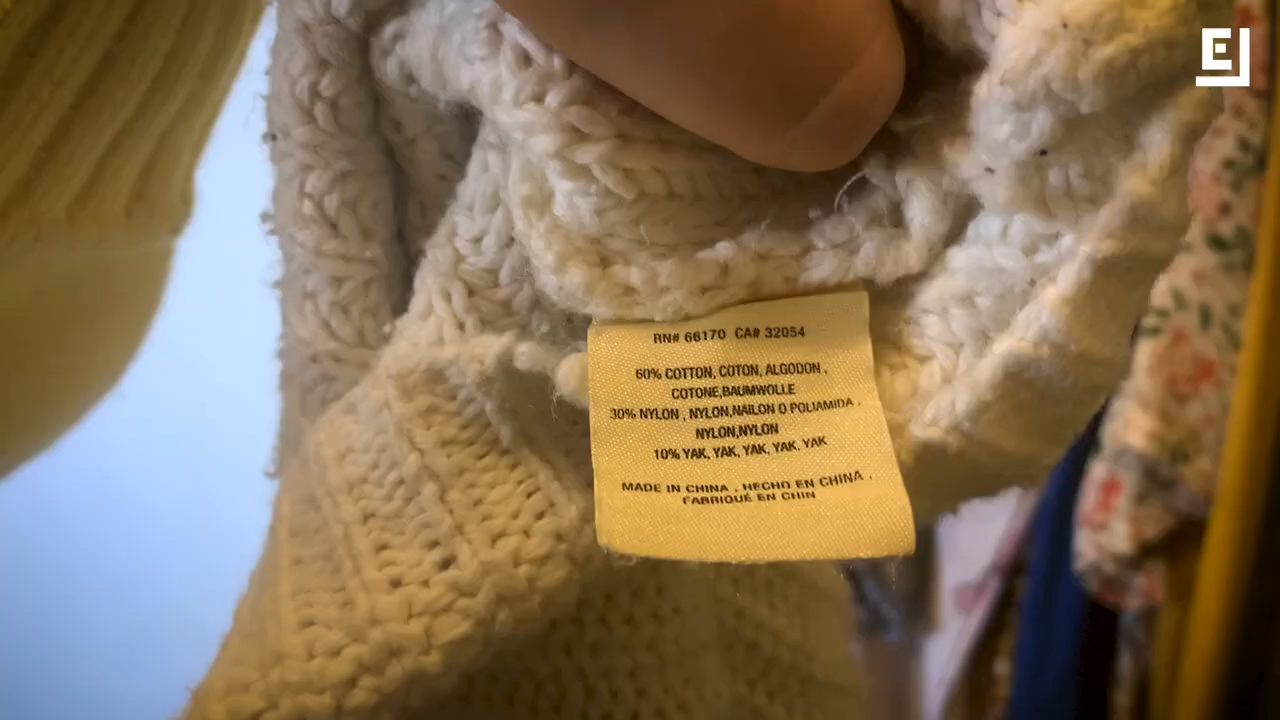 EJ
RN# 66170 CA# 32054
60% COTTON, COTON, ALGODON ,
COTONE,BAUMWOLLE
30% NYLON , NYLON,NAILON O POLIAMIDA ,
NYLON,NYLON
10% YAK, YAK, YAK, YAK, YAK
MADE IN CHINA , HECHO EN CHINA ,
FABRIQUÉ EN CHIN